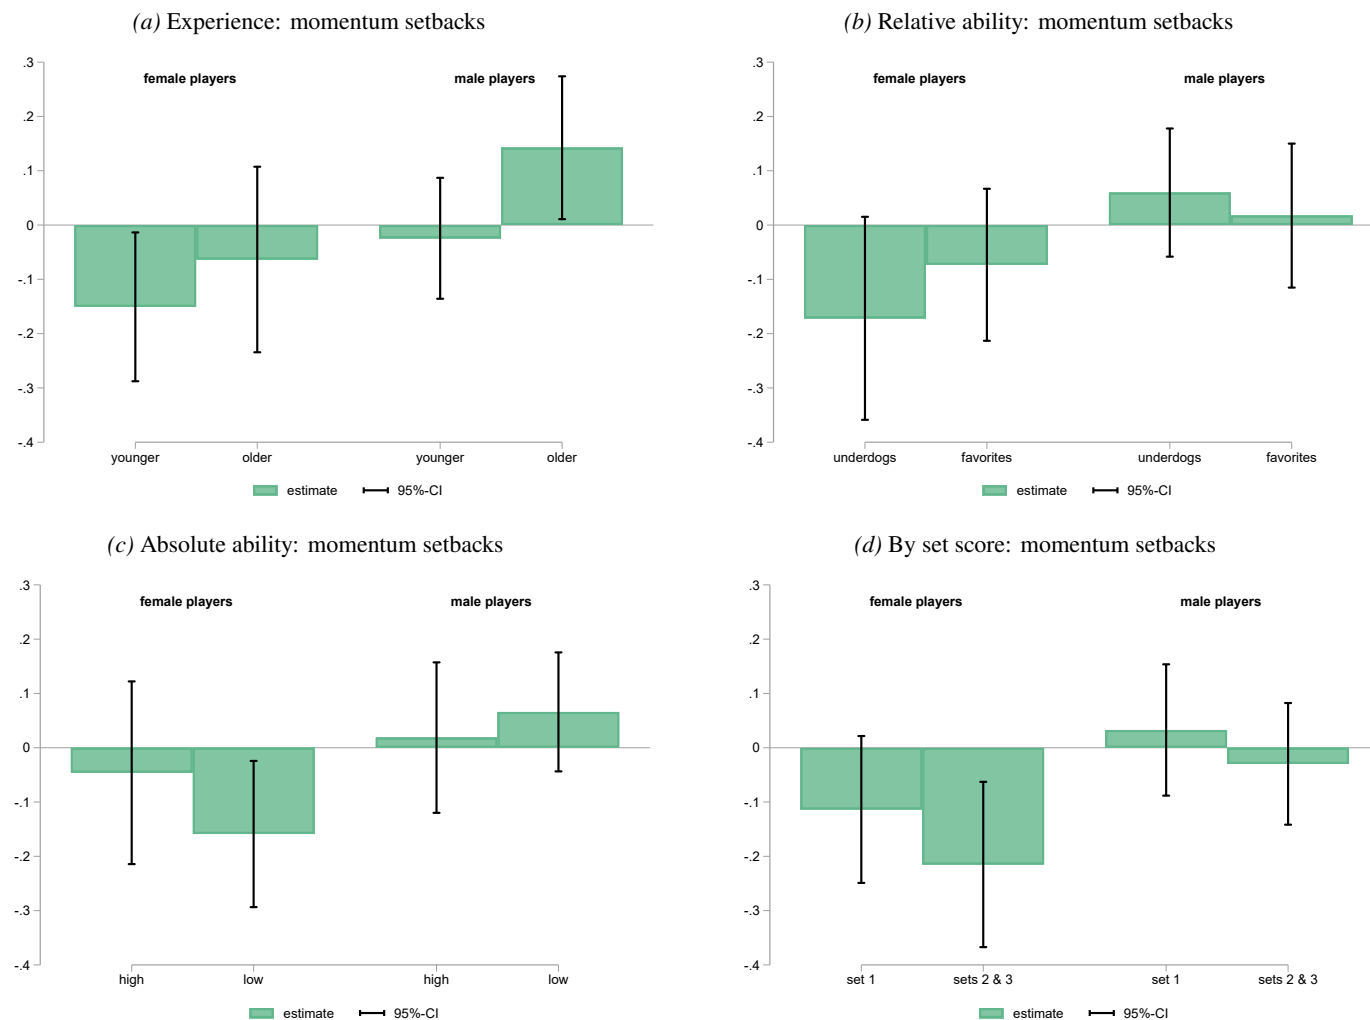 (a) Experience: momentum setbacks
.3
.2
.1
0
-.1
-.2
-.3
-.4
female players
male players
younger older younger older
estimate 95%-CI
(b) Relative ability: momentum setbacks
.3
.2
.1
0
-.1
-.2
-.3
-.4
female players
male players
underdogs favorites underdogs favorites
estimate 95%-CI
(c) Absolute ability: momentum setbacks
.3
.2
.1
0
-.1
-.2
-.3
-.4
female players
male players
high low high low
estimate 95%-CI
(d) By set score: momentum setbacks
.3
.2
.1
0
-.1
-.2
-.3
-.4
female players
male players
set 1 sets 2 & 3 set 1 sets 2 & 3
estimate 95%-CI